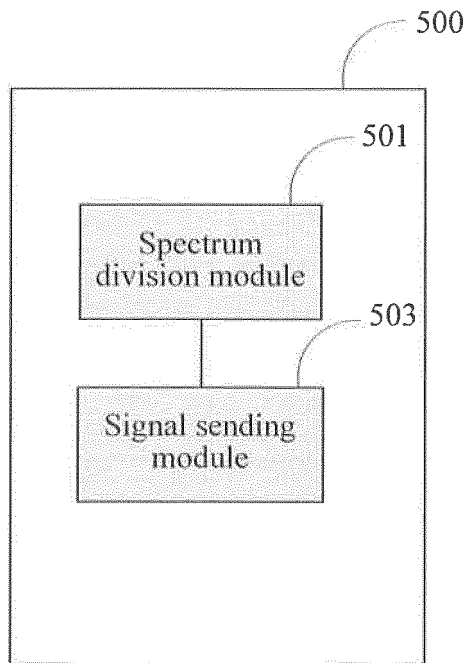 500
501
Spectrum
division module
503
Signal sending
module